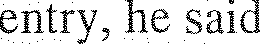 entry, he said